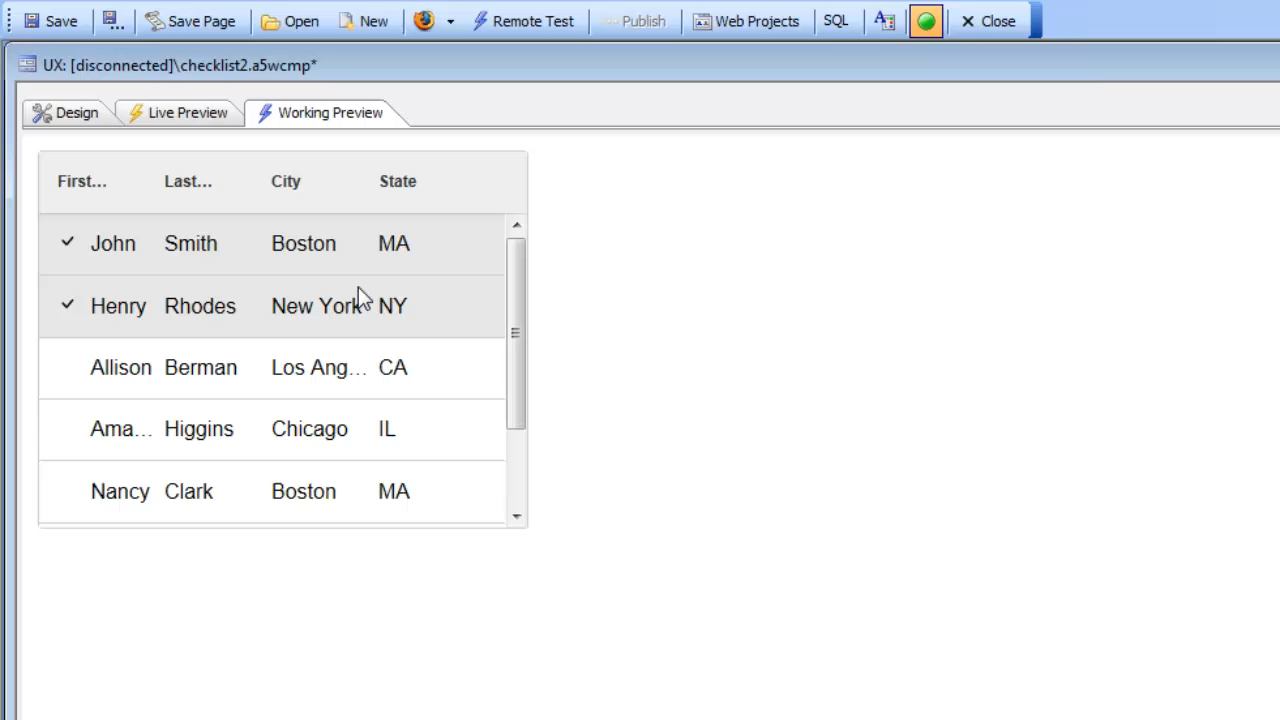 Save Save Page Open New Remote Test Publish Web Projects SQL A Close
UX: [disconnected]\checklist2.a5wcmp*
Design Live Preview Working Preview
First... Last... City State
John Smith Boston MA
Henry Rhodes New York NY
Allison Berman Los Ang... CA
Ama... Higgins Chicago IL
Nancy Clark Boston MA